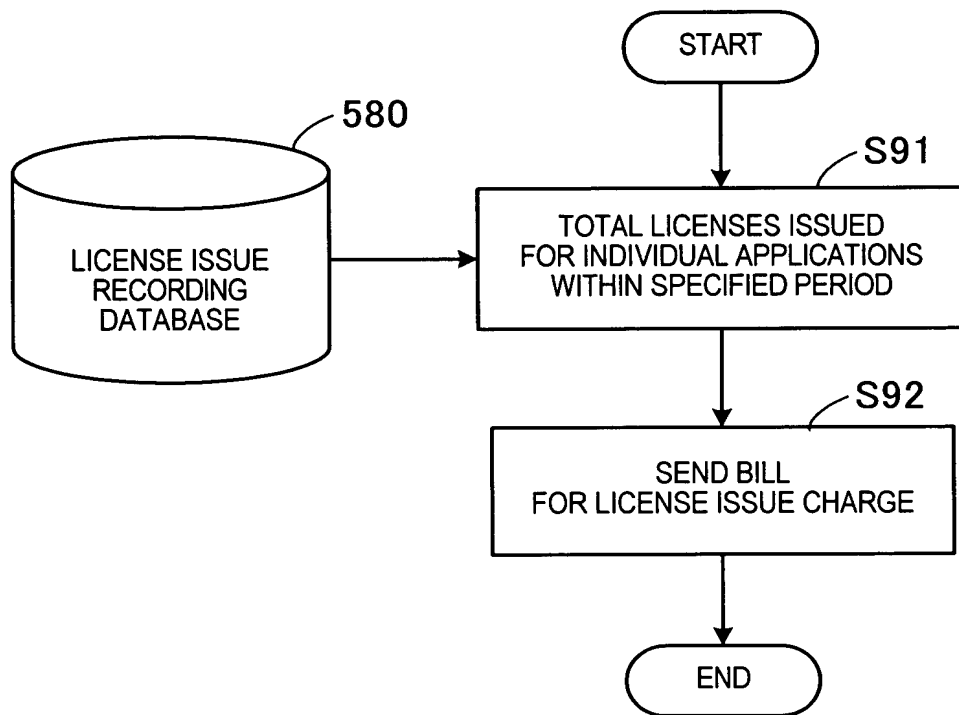 START
580
S91
LICENSE ISSUE
RECORDING
DATABASE
TOTAL LICENSES ISSUED
FOR INDIVIDUAL APPLICATIONS
WITHIN SPECIFIED PERIOD
S92
SEND BILL
FOR LICENSE ISSUE CHARGE
END